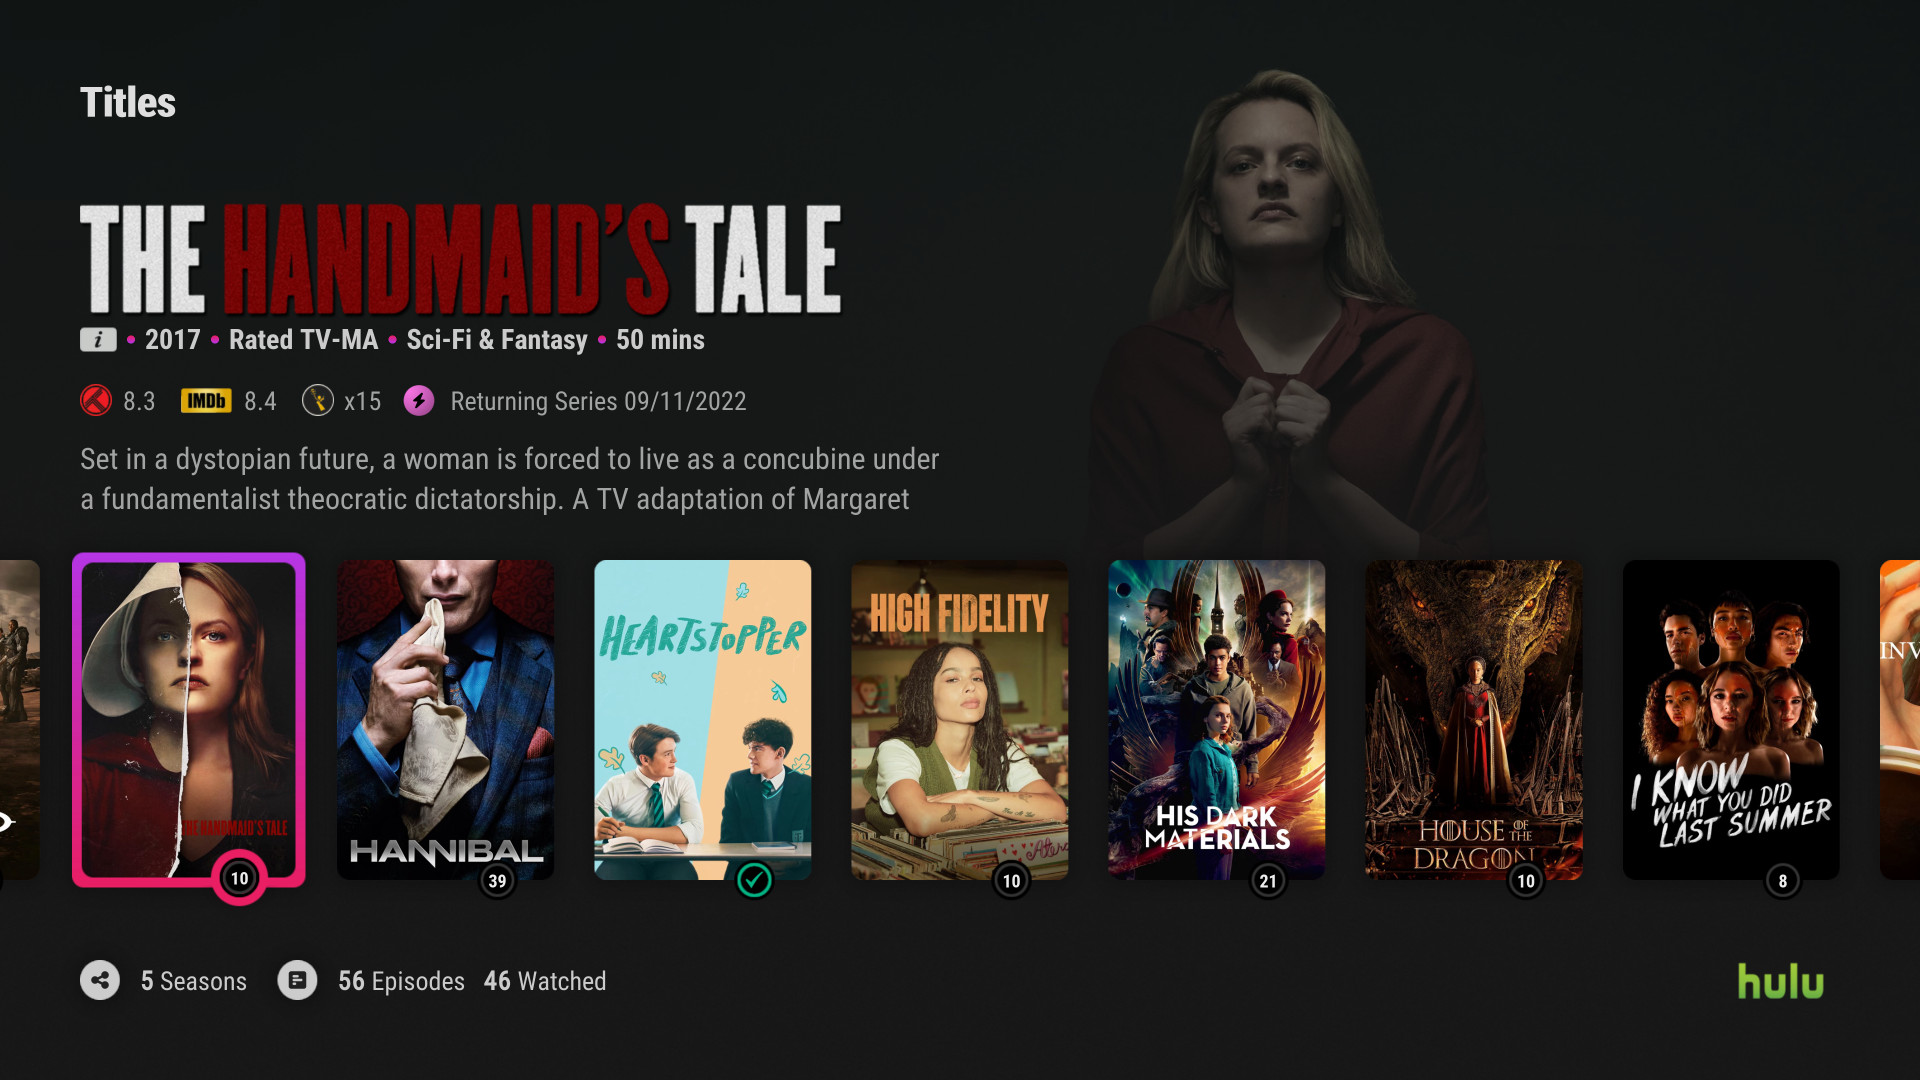 Titles
THE HANDMAID'S TALE
i • 2017 • Rated TV-MA • Sci-Fi & Fantasy • 50 mins
8.3 IMDb 8.4 x15 Returning Series 09/11/2022
Set in a dystopian future, a woman is forced to live as a concubine under
a fundamentalist theocratic dictatorship. A TV adaptation of Margaret
THE HANDMAID'S TALE
10
HANNIBAL
39
HEARTSTOPPER
HIGH FIDELITY
10
HIS DARK
MATERIALS
21
HOUSE OF THE
DRAGON
10
I KNOW
WHAT YOU DID
LAST SUMMER
8
INV
5 Seasons 56 Episodes 46 Watched
hulu